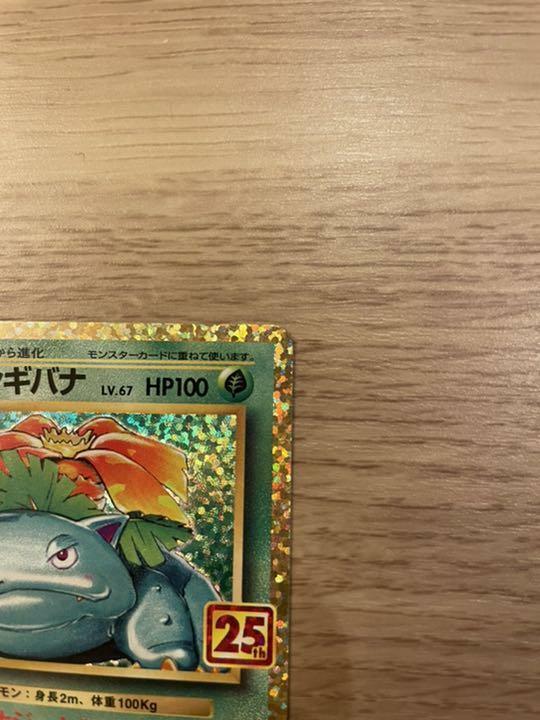 から進化 モンスターカードに重ねて使います。
ギバナ LV.67 HP100
25th
モン：身長2m、体重100Kg